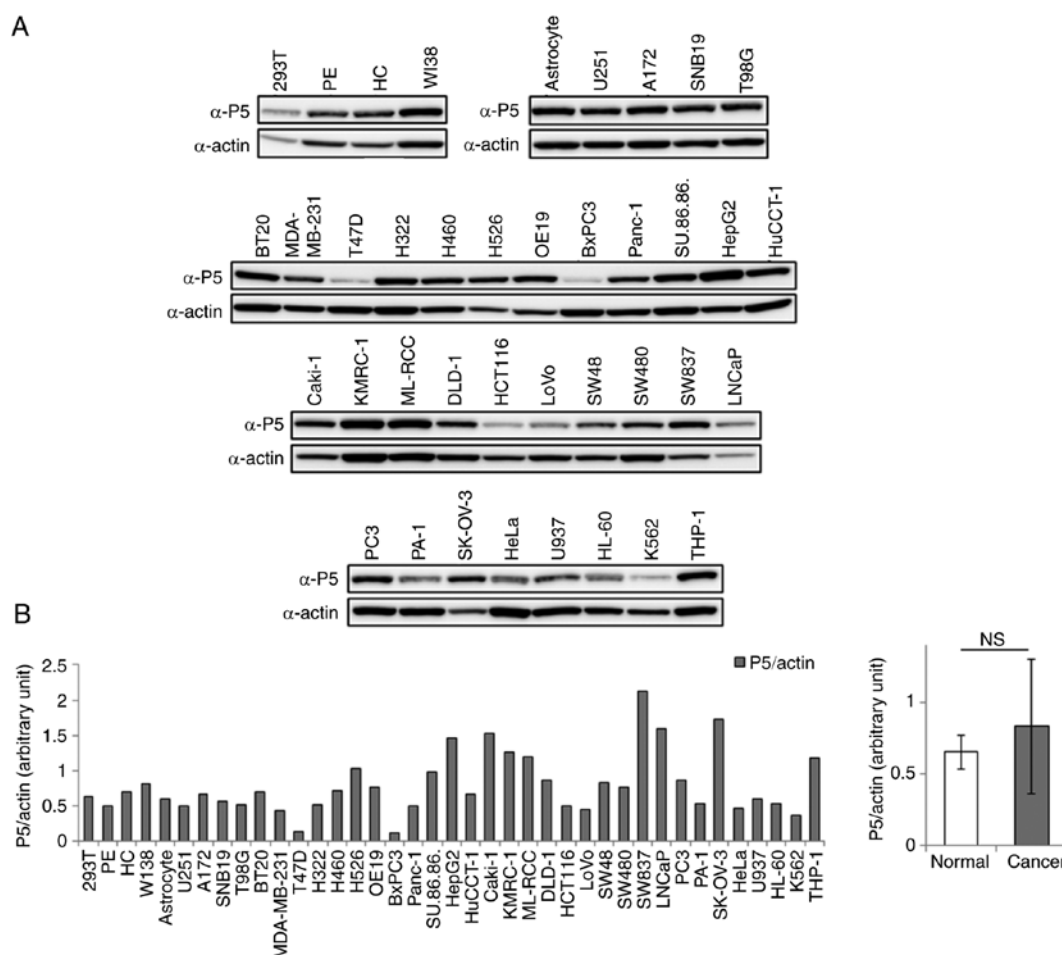 A
293T PE HC WI38
α-P5
α-actin
Astrocyte U251 A172 SNB19 T98G
α-P5
α-actin
BT20 MDA-MB-231 T47D H322 H460 H526 OE19 BxPC3 Panc-1 SU.86.86. HepG2 HuCCT-1
α-P5
α-actin
Caki-1 KMRC-1 ML-RCC DLD-1 HCT116 LoVo SW48 SW480 SW837 LNCaP
α-P5
α-actin
PC3 PA-1 SK-OV-3 HeLa U937 HL-60 K562 THP-1
α-P5
α-actin
B
P5/actin (arbitrary unit)
2.5
2
1.5
1
0.5
0
P5/actin
293T PE HC W138 Astrocyte U251 A172 SNB19 T98G BT20 MDA-MB-231 T47D H322 H460 H526 OE19 BxPC3 Panc-1 SU.86.86. HepG2 HuCCT-1 Caki-1 KMRC-1 ML-RCC DLD-1 HCT116 LoVo SW48 SW480 SW837 LNCaP PC3 PA-1 SK-OV-3 HeLa U937 HL-60 K562 THP-1
P5/actin (arbitrary unit)
NS
1
0.5
0
Normal Cancer